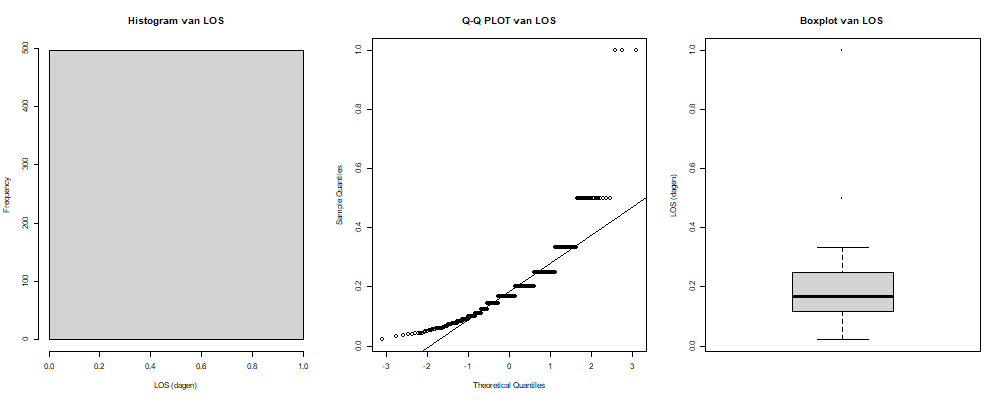 Histogram van LOS
Frequency
0
100
200
300
400
500
0.0 0.2 0.4 0.6 0.8 1.0
LOS (dagen)
Q-Q PLOT van LOS
Sample Quantiles
0.0
0.2
0.4
0.6
0.8
1.0
-3 -2 -1 0 1 2 3
Theoretical Quantiles
Boxplot van LOS
LOS (dagen)
0.0
0.2
0.4
0.6
0.8
1.0